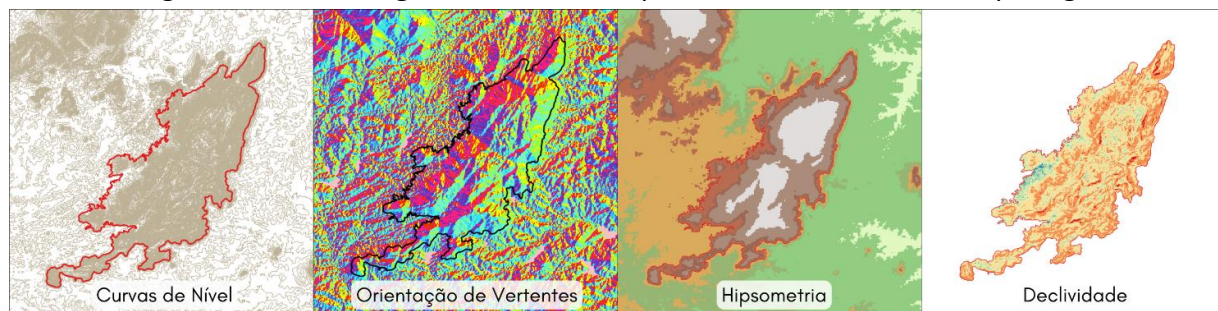 Curvas de Nível
Orientação de Vertentes
Hipsometria
Declividade